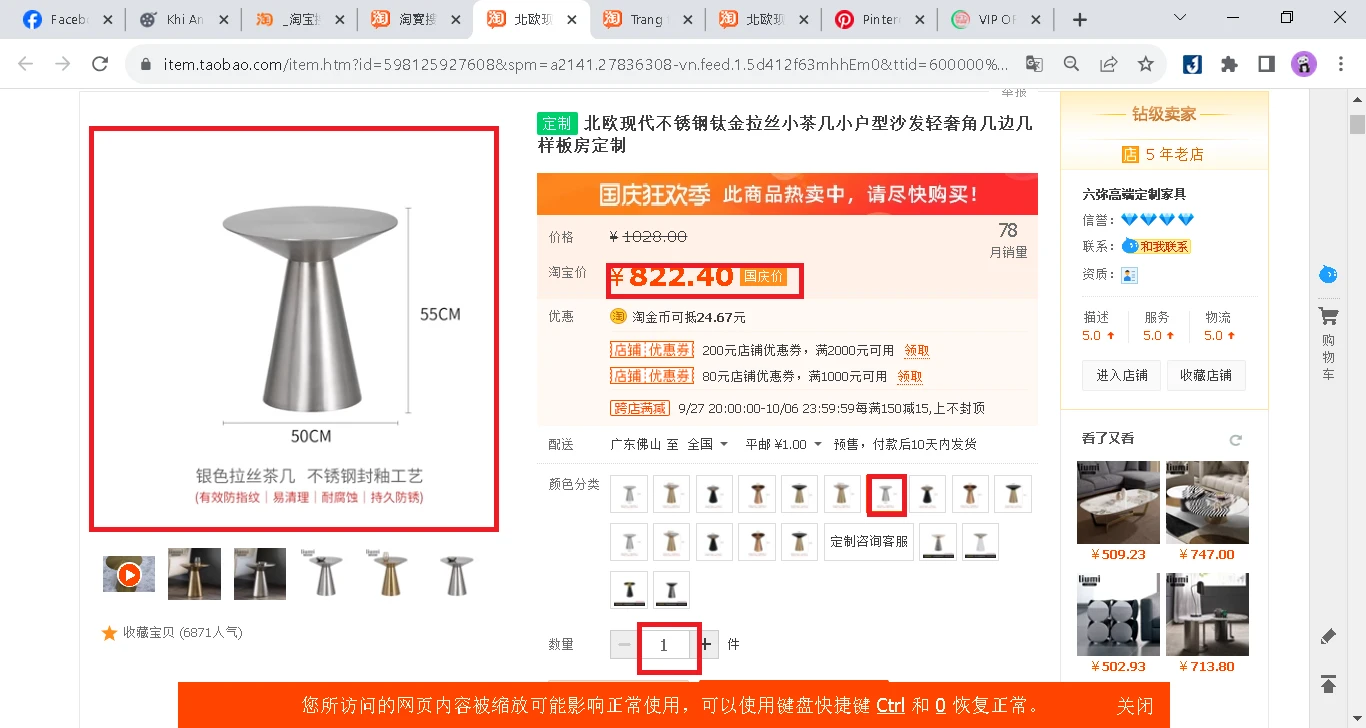 Faceb
Khi An
_淘宝搜
淘寶搜
北欧现
Trang
北欧现
Pinter
VIP OF
item.taobao.com/item.htm?id=598125927608&spm=a2141.27836308-vn.feed.1.5d412f63mhhEm0&ttid=600000%...
举报
定制 北欧现代不锈钢钛金拉丝小茶几小户型沙发轻奢角几边几
样板房定制
国庆狂欢季 此商品热卖中，请尽快购买！
价格 ¥ 1028.00
78
月销量
淘宝价 ¥ 822.40 国庆价
优惠 淘 淘金币可抵24.67元
店铺优惠券 200元店铺优惠券，满2000元可用 领取
店铺优惠券 80元店铺优惠券，满1000元可用 领取
跨店满减 9/27 20:00:00-10/06 23:59:59每满150减15,上不封顶
配送 广东佛山 至 全国 平邮 ¥1.00 预售，付款后10天内发货
颜色分类
定制咨询客服
数量 1 件
55CM
50CM
银色拉丝茶几 不锈钢封釉工艺
(有效防指纹｜易清理｜耐腐蚀｜持久防锈)
收藏宝贝 (6871人气)
钻级卖家
店 5 年老店
六弥高端定制家具
信誉：
联系： 和我联系
资质：
描述 服务 物流
5.0 5.0 5.0
进入店铺 收藏店铺
看了又看
liumi
liumi
¥509.23 ¥747.00
liumi
liumi
¥502.93 ¥713.80
购
物
车
您所访问的网页内容被缩放可能影响正常使用，可以使用键盘快捷键 Ctrl 和 0 恢复正常。 关闭